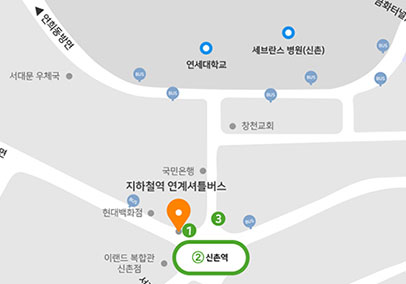 금화터널
◀ 연희동방면
세브란스 병원(신촌)
연세대학교
서대문 우체국
BUS
BUS
BUS
BUS
BUS
창천교회
면
국민은행
지하철역 연계셔틀버스
BUS
현대백화점
3
BUS
1
② 신촌역
이랜드 복합관
신촌점
서